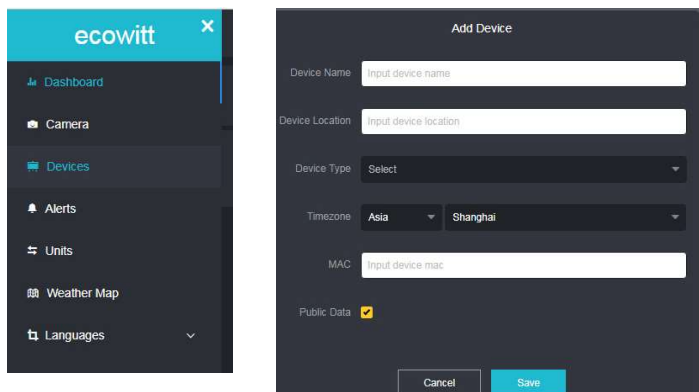 ecowitt ×
Dashboard
Camera
Devices
Alerts
Units
Weather Map
Languages
Add Device
Device Name Input device name
Device Location Input device location
Device Type Select
Timezone Asia Shanghai
MAC Input device mac
Public Data
Cancel Save